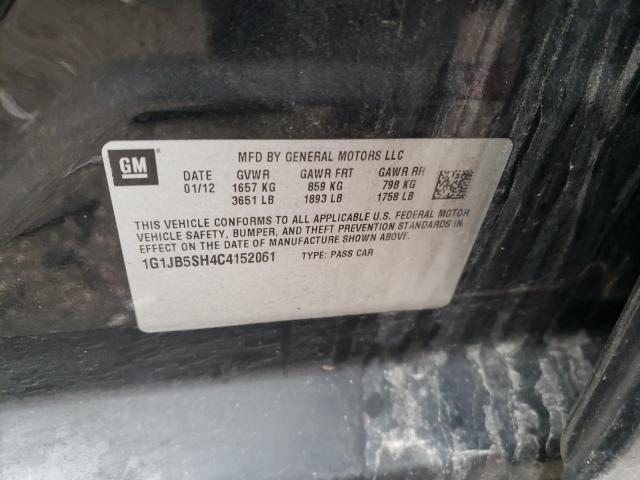 GM
MFD BY GENERAL MOTORS LLC
DATE GVWR GAWR FRT GAWR RR
01/12 1657 KG 859 KG 798 KG
3651 LB 1893 LB 1758 LB
THIS VEHICLE CONFORMS TO ALL APPLICABLE U.S. FEDERAL MOTOR
VEHICLE SAFETY, BUMPER, AND THEFT PREVENTION STANDARDS IN
EFFECT ON THE DATE OF MANUFACTURE SHOWN ABOVE.
1G1JB5SH4C4152061 TYPE: PASS CAR